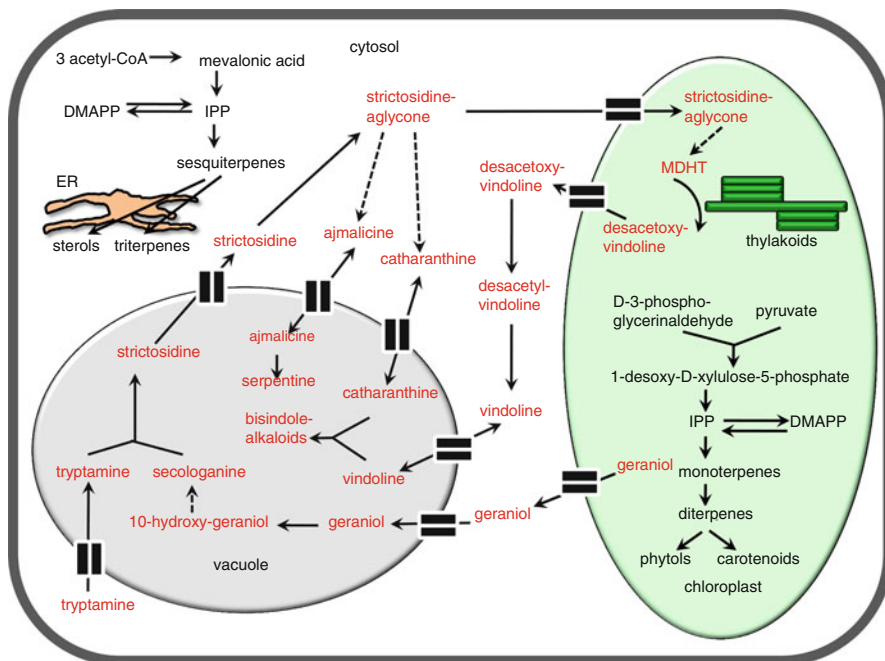 3 acetyl-CoA
mevalonic acid
cytosol
DMAPP
IPP
sesquiterpenes
ER
sterols
triterpenes
strictosidine-
aglycone
strictosidine
ajmalicine
catharanthine
desacetoxy-
vindoline
desacetyl-
vindoline
vindoline
strictosidine-
aglycone
MDHT
desacetoxy-
vindoline
thylakoids
D-3-phospho-
glycerinaldehyde
pyruvate
1-desoxy-D-xylulose-5-phosphate
IPP
DMAPP
geraniol
monoterpenes
diterpenes
phytols
carotenoids
chloroplast
strictosidine
ajmalicine
serpentine
catharanthine
bisindole-
alkaloids
vindoline
tryptamine
secologanine
10-hydroxy-geraniol
geraniol
geraniol
vacuole
tryptamine